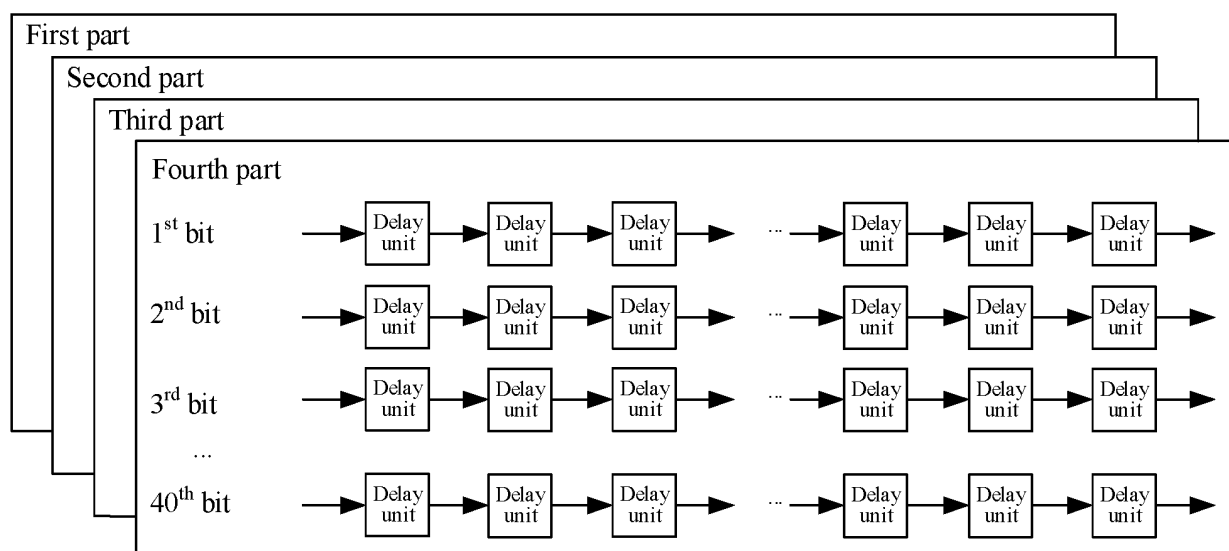 First part
Second part
Third part
Fourth part
1st bit Delay unit Delay unit Delay unit ... Delay unit Delay unit Delay unit
2nd bit Delay unit Delay unit Delay unit ... Delay unit Delay unit Delay unit
3rd bit Delay unit Delay unit Delay unit ... Delay unit Delay unit Delay unit
...
40th bit Delay unit Delay unit Delay unit ... Delay unit Delay unit Delay unit